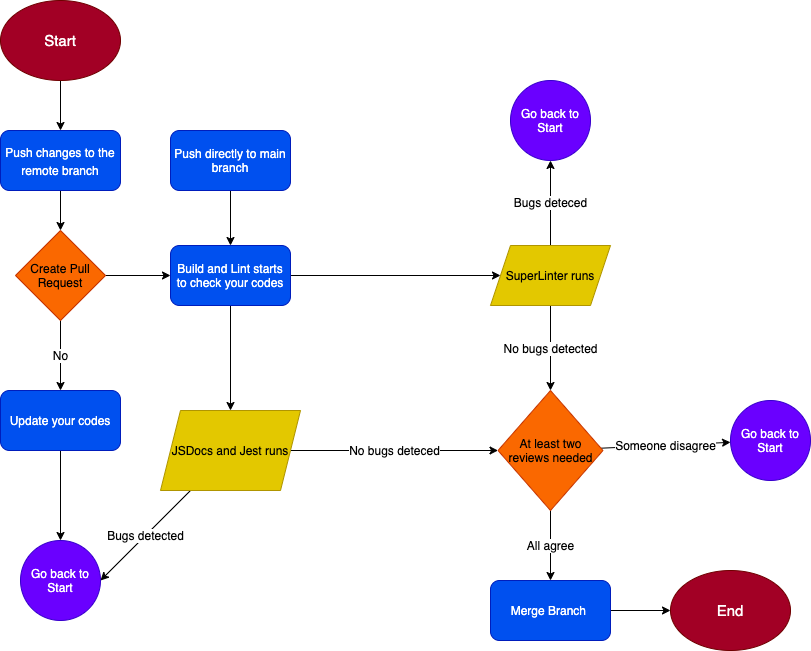 Start
Push changes to the
remote branch
Push directly to main
branch
Go back to
Start
Bugs deteced
Create Pull
Request
Build and Lint starts
to check your codes
SuperLinter runs
No
No bugs detected
Update your codes
JSDocs and Jest runs
No bugs deteced
At least two
reviews needed
Someone disagree
Go back to
Start
Bugs detected
All agree
Go back to
Start
Merge Branch
End